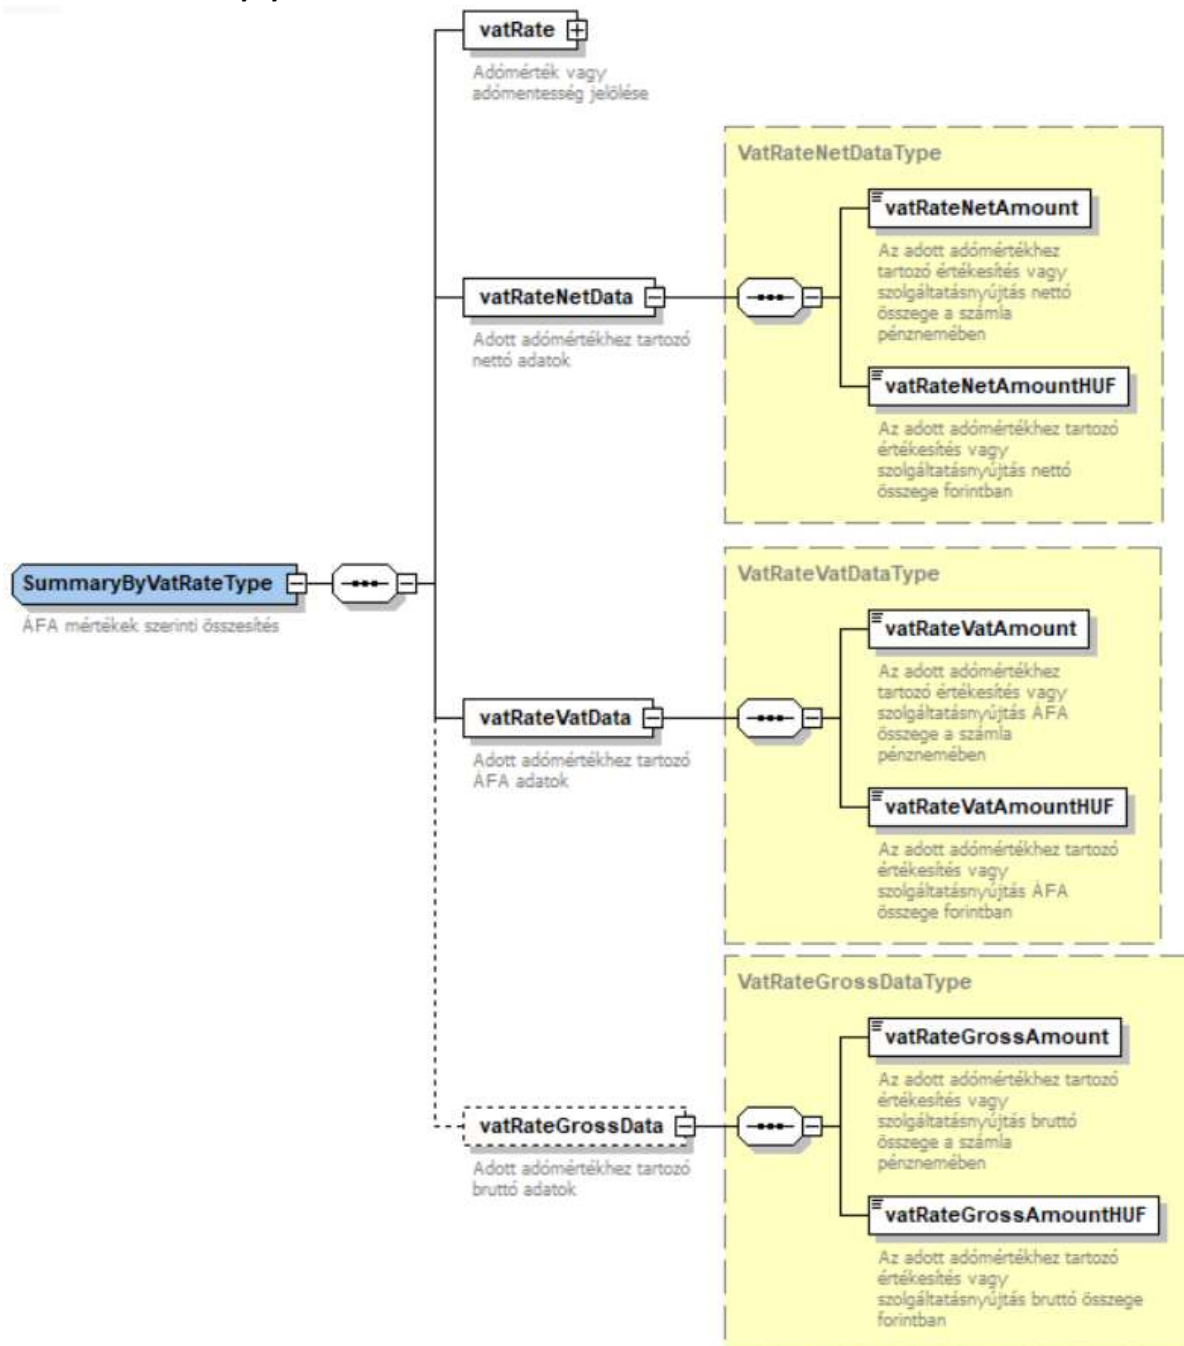 vatRate
Adómérték vagy
adómentesség jelölése
VatRateNetDataType
vatRateNetAmount
Az adott adómértékhez
tartozó értékesítés vagy
szolgáltatásnyújtás nettó
összege a számla
pénznemében
vatRateNetData
Adott adómértékhez tartozó
nettó adatok
vatRateNetAmountHUF
Az adott adómértékhez tartozó
értékesítés vagy
szolgáltatásnyújtás nettó
összege forintban
SummaryByVatRateType
ÁFA mértékek szerinti összesítés
VatRateVatDataType
vatRateVatAmount
Az adott adómértékhez
tartozó értékesítés vagy
szolgáltatásnyújtás ÁFA
összege a számla
pénznemében
vatRateVatData
Adott adómértékhez tartozó
ÁFA adatok
vatRateVatAmountHUF
Az adott adómértékhez tartozó
értékesítés vagy
szolgáltatásnyújtás ÁFA
összege forintban
VatRateGrossDataType
vatRateGrossAmount
Az adott adómértékhez tartozó
értékesítés vagy
szolgáltatásnyújtás bruttó
összege a számla
pénznemében
vatRateGrossData
Adott adómértékhez tartozó
bruttó adatok
vatRateGrossAmountHUF
Az adott adómértékhez tartozó
értékesítés vagy
szolgáltatásnyújtás bruttó összege
forintban